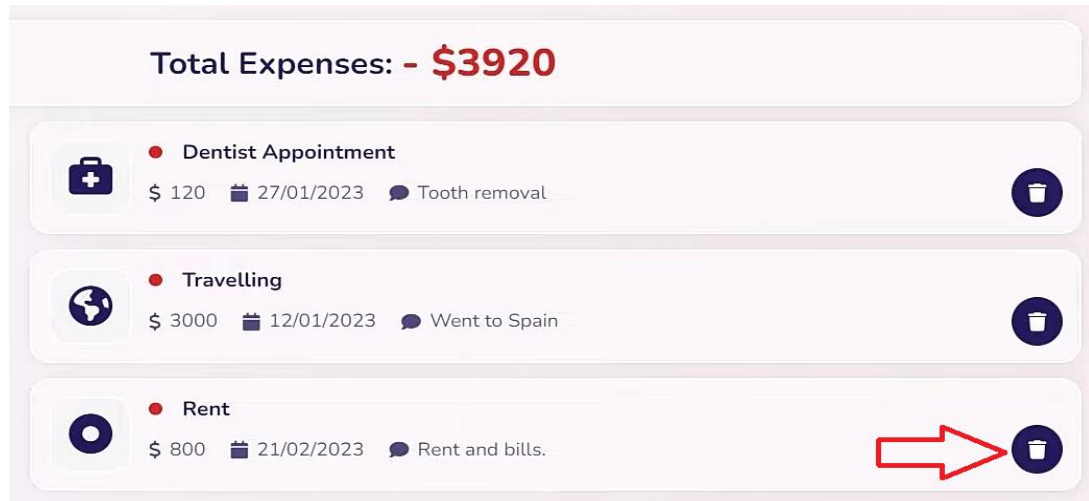 Total Expenses: - $3920
Dentist Appointment
$ 120 27/01/2023 Tooth removal
Travelling
$ 3000 12/01/2023 Went to Spain
Rent
$ 800 21/02/2023 Rent and bills.